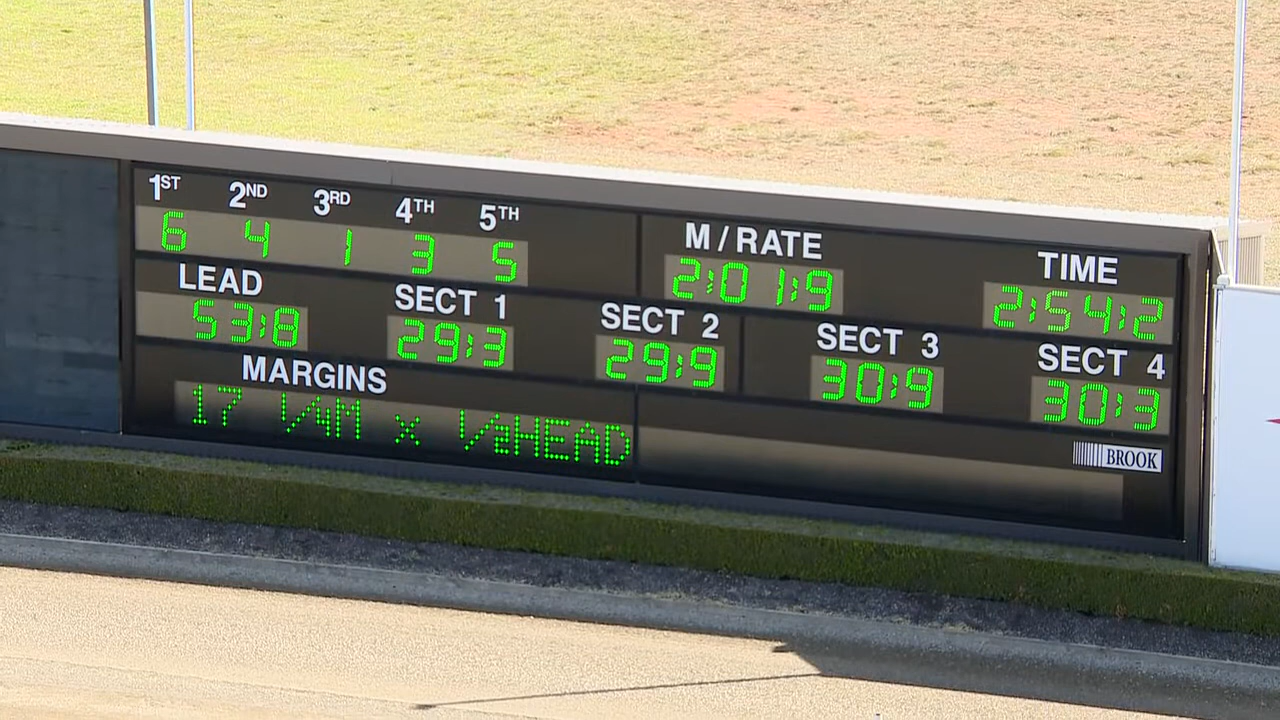 1ST 2ND 3RD 4TH 5TH
6 4 1 3 5
M / RATE
2:01:9
TIME
2:54:2
LEAD
53:8
SECT 1
29:3
SECT 2
29:9
SECT 3
30:9
SECT 4
30:3
MARGINS
17 1/4M x 1/2HEAD
BROOK